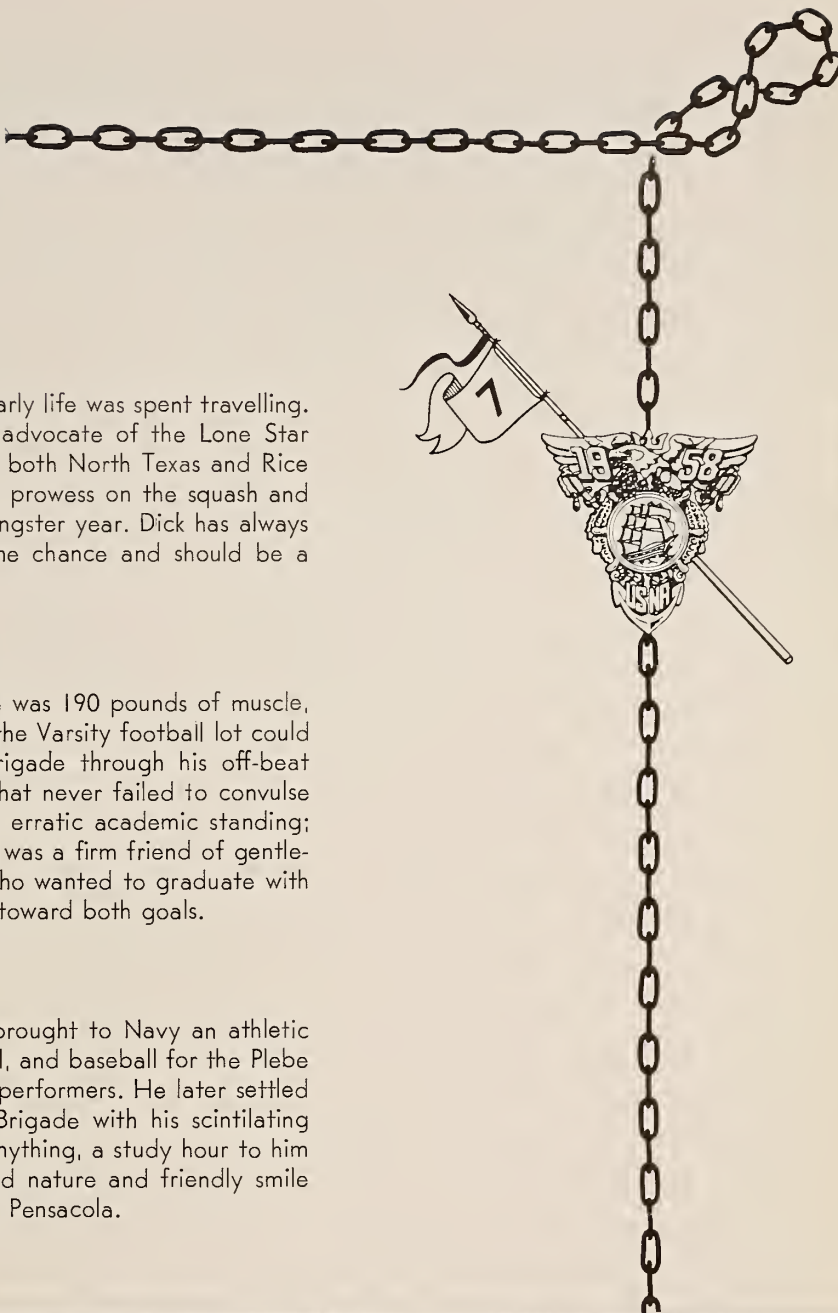 7
19 58
USNA
arly life was spent travelling.
advocate of the Lone Star
both North Texas and Rice
prowess on the squash and
ngster year. Dick has always
ne chance and should be a
was 190 pounds of muscle,
the Varsity football lot could
rigade through his off-beat
hat never failed to convulse
erratic academic standing;
was a firm friend of gentle-
ho wanted to graduate with
toward both goals.
brought to Navy an athletic
l, and baseball for the Plebe
performers. He later settled
Brigade with his scintilating
nything, a study hour to him
d nature and friendly smile
Pensacola.